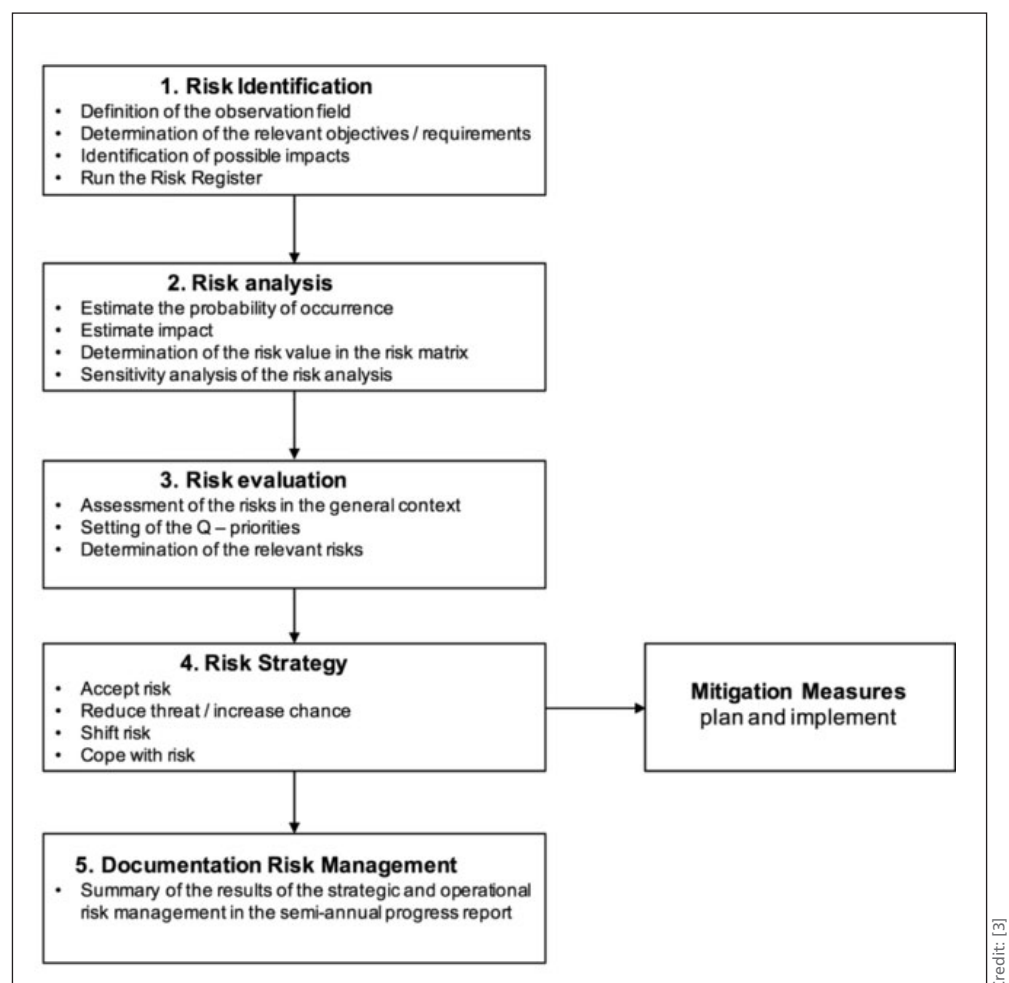 1. Risk Identification
• Definition of the observation field
• Determination of the relevant objectives / requirements
• Identification of possible impacts
• Run the Risk Register
2. Risk analysis
• Estimate the probability of occurrence
• Estimate impact
• Determination of the risk value in the risk matrix
• Sensitivity analysis of the risk analysis
3. Risk evaluation
• Assessment of the risks in the general context
• Setting of the Q – priorities
• Determination of the relevant risks
4. Risk Strategy
• Accept risk
• Reduce threat / increase chance
• Shift risk
• Cope with risk
Mitigation Measures
plan and implement
5. Documentation Risk Management
• Summary of the results of the strategic and operational
risk management in the semi-annual progress report
redit: [3]